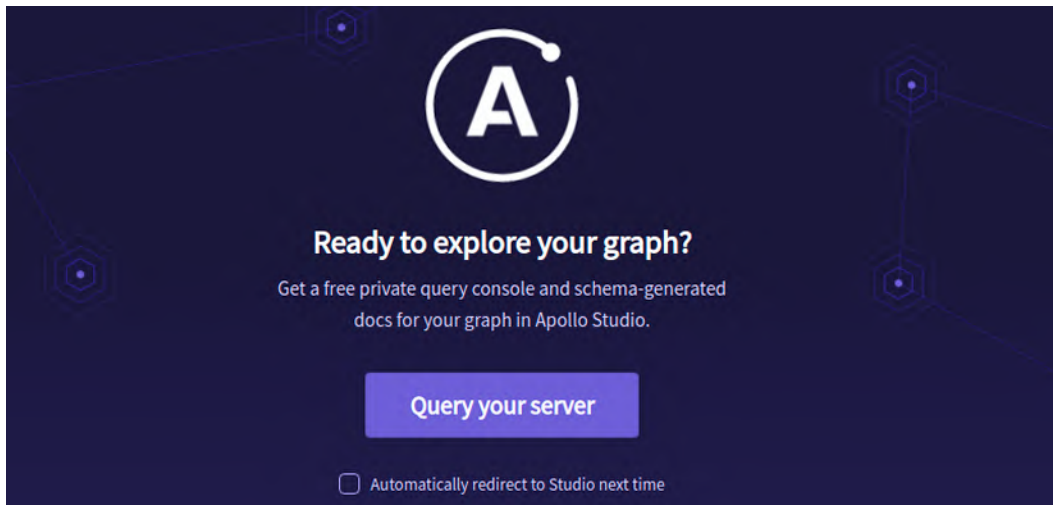 A
Ready to explore your graph?
Get a free private query console and schema-generated
docs for your graph in Apollo Studio.
Query your server
Automatically redirect to Studio next time